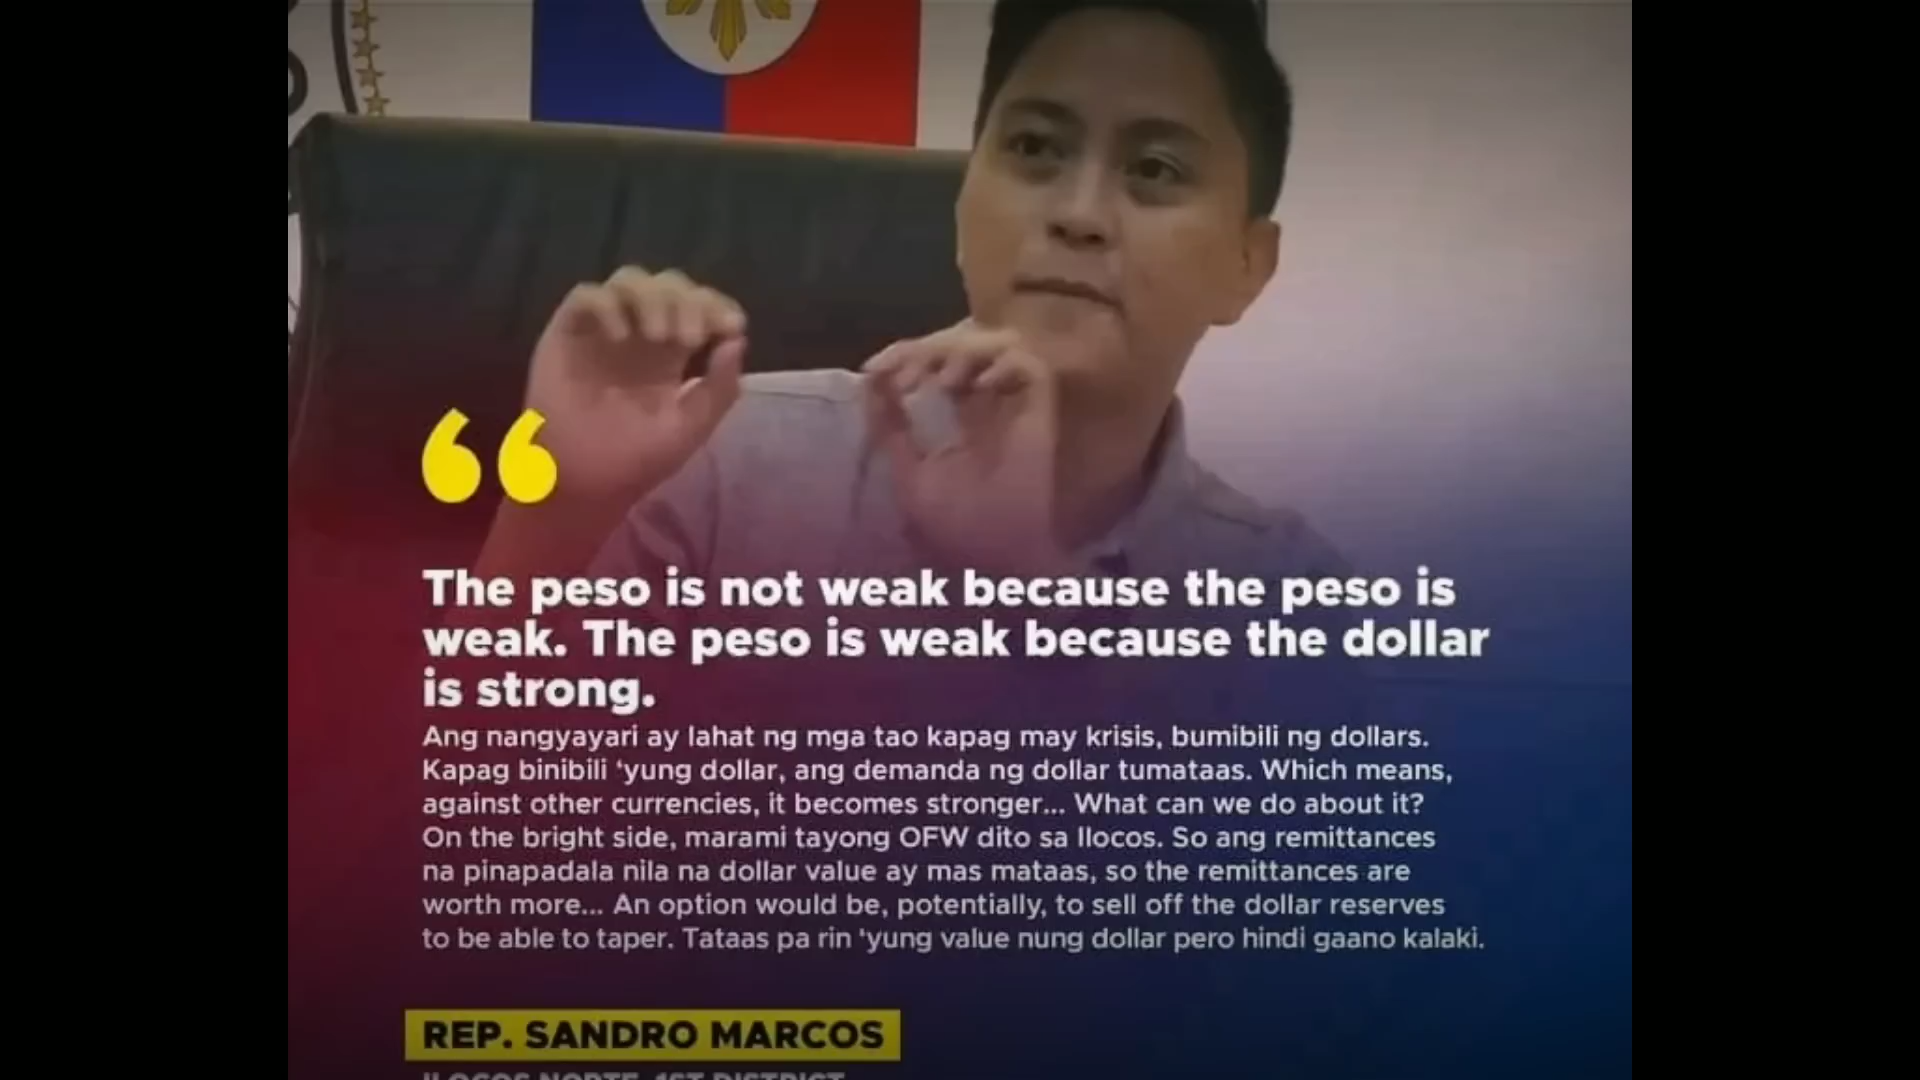 The peso is not weak because the peso is
weak. The peso is weak because the dollar
is strong.
Ang nangyayari ay lahat ng mga tao kapag may krisis, bumibili ng dollars.
Kapag binibili ‘yung dollar, ang demanda ng dollar tumataas. Which means,
against other currencies, it becomes stronger... What can we do about it?
On the bright side, marami tayong OFW dito sa Ilocos. So ang remittances
na pinapadala nila na dollar value ay mas mataas, so the remittances are
worth more... An option would be, potentially, to sell off the dollar reserves
to be able to taper. Tataas pa rin 'yung value nung dollar pero hindi gaano kalaki.
REP. SANDRO MARCOS
ILOCOS NORTE, 1ST DISTRICT